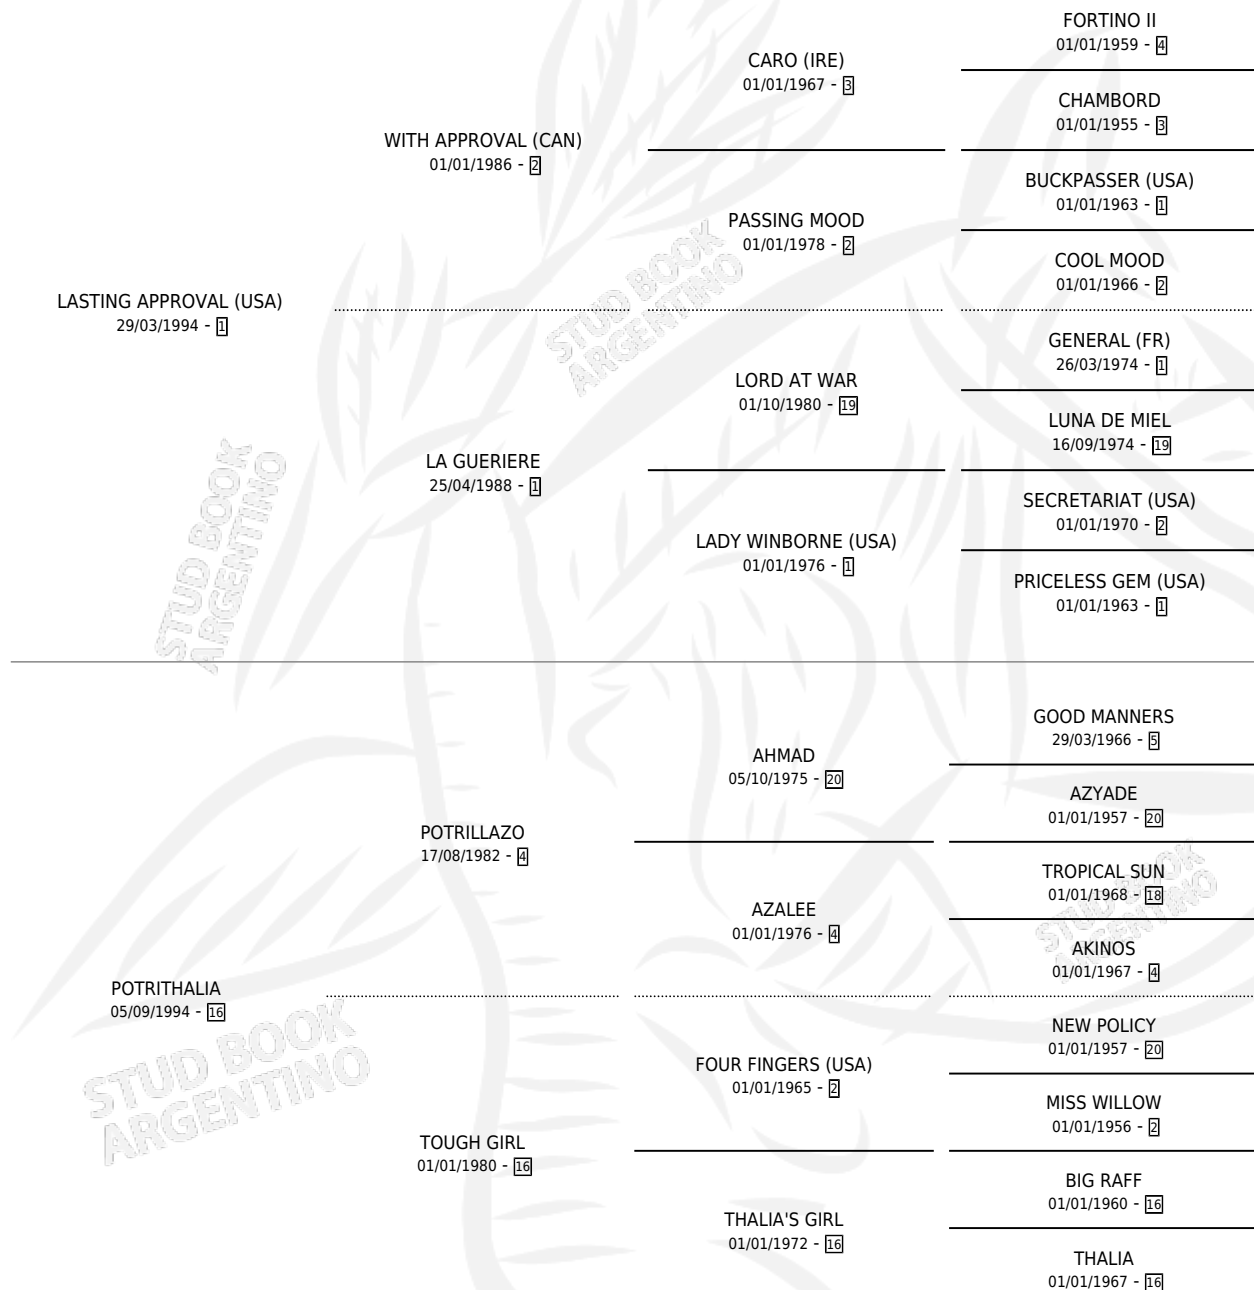 FORTINO II
01/01/1959 - 4
CARO (IRE)
01/01/1967 - 3
CHAMBORD
01/01/1955 - 3
WITH APPROVAL (CAN)
01/01/1986 - 2
BUCKPASSER (USA)
01/01/1963 - 1
PASSING MOOD
01/01/1978 - 2
COOL MOOD
01/01/1966 - 2
LASTING APPROVAL (USA)
29/03/1994 - 1
GENERAL (FR)
26/03/1974 - 1
LORD AT WAR
01/10/1980 - 19
LUNA DE MIEL
16/09/1974 - 19
LA GUERIERE
25/04/1988 - 1
SECRETARIAT (USA)
01/01/1970 - 2
LADY WINBORNE (USA)
01/01/1976 - 1
PRICELESS GEM (USA)
01/01/1963 - 1
GOOD MANNERS
29/03/1966 - 5
AHMAD
05/10/1975 - 20
AZYADE
01/01/1957 - 20
POTRILLAZO
17/08/1982 - 4
TROPICAL SUN
01/01/1968 - 18
AZALEE
01/01/1976 - 4
AKINOS
01/01/1967 - 4
POTRITHALIA
05/09/1994 - 16
NEW POLICY
01/01/1957 - 20
FOUR FINGERS (USA)
01/01/1965 - 2
MISS WILLOW
01/01/1956 - 2
TOUGH GIRL
01/01/1980 - 16
BIG RAFF
01/01/1960 - 16
THALIA'S GIRL
01/01/1972 - 16
THALIA
01/01/1967 - 16
STUD BOOK
ARGENTINO
STUD BOOK
ARGENTINO
STUD BOOK
ARGENTINO
STUD BOOK
ARGENTINO